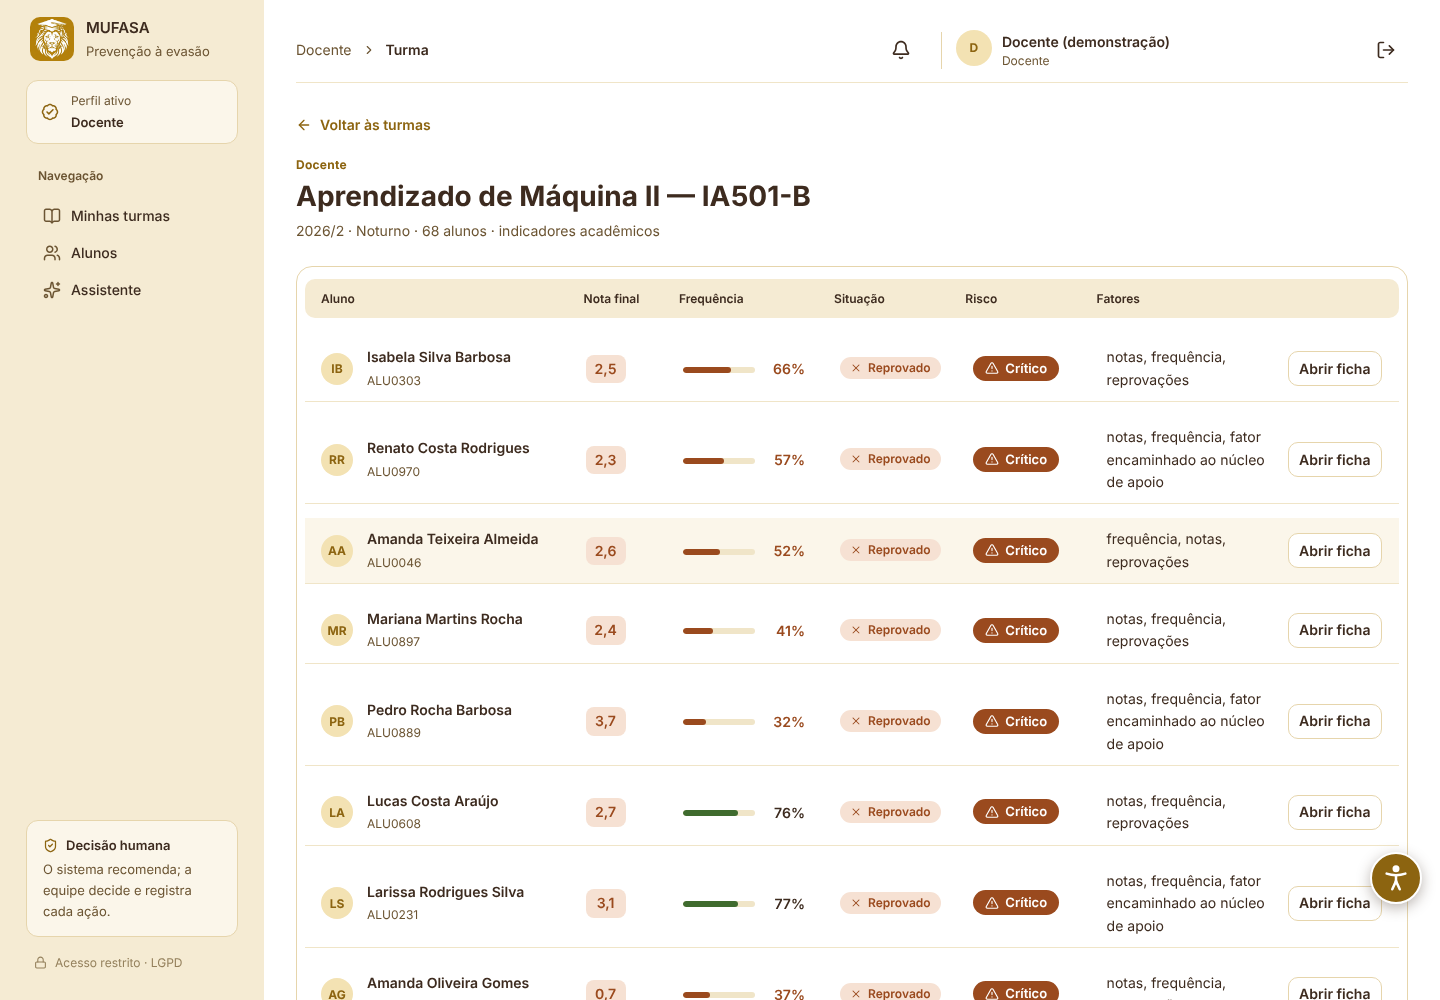 MUFASA
Prevenção à evasão
Perfil ativo
Docente
Navegação
Minhas turmas
Alunos
Assistente
Decisão humana
O sistema recomenda; a
equipe decide e registra
cada ação.
Acesso restrito · LGPD
Docente > Turma
D
Docente (demonstração)
Docente
Voltar às turmas
Docente
Aprendizado de Máquina II — IA501-B
2026/2 · Noturno · 68 alunos · indicadores acadêmicos
Aluno Nota final Frequência Situação Risco Fatores
IB Isabela Silva Barbosa ALU0303 2,5 66% Reprovado Crítico notas, frequência, reprovações Abrir ficha
RR Renato Costa Rodrigues ALU0970 2,3 57% Reprovado Crítico notas, frequência, fator encaminhado ao núcleo de apoio Abrir ficha
AA Amanda Teixeira Almeida ALU0046 2,6 52% Reprovado Crítico frequência, notas, reprovações Abrir ficha
MR Mariana Martins Rocha ALU0897 2,4 41% Reprovado Crítico notas, frequência, reprovações Abrir ficha
PB Pedro Rocha Barbosa ALU0889 3,7 32% Reprovado Crítico notas, frequência, fator encaminhado ao núcleo de apoio Abrir ficha
LA Lucas Costa Araújo ALU0608 2,7 76% Reprovado Crítico notas, frequência, reprovações Abrir ficha
LS Larissa Rodrigues Silva ALU0231 3,1 77% Reprovado Crítico notas, frequência, fator encaminhado ao núcleo de apoio Abrir ficha
AG Amanda Oliveira Gomes 0,7 37% Reprovado Crítico notas, frequência, Abrir ficha